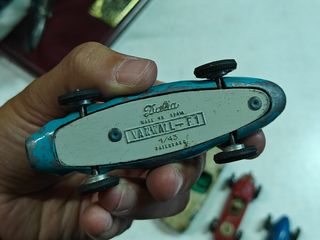 Dalia
MADE IN SPAIN
VANWALL-F1
1/43